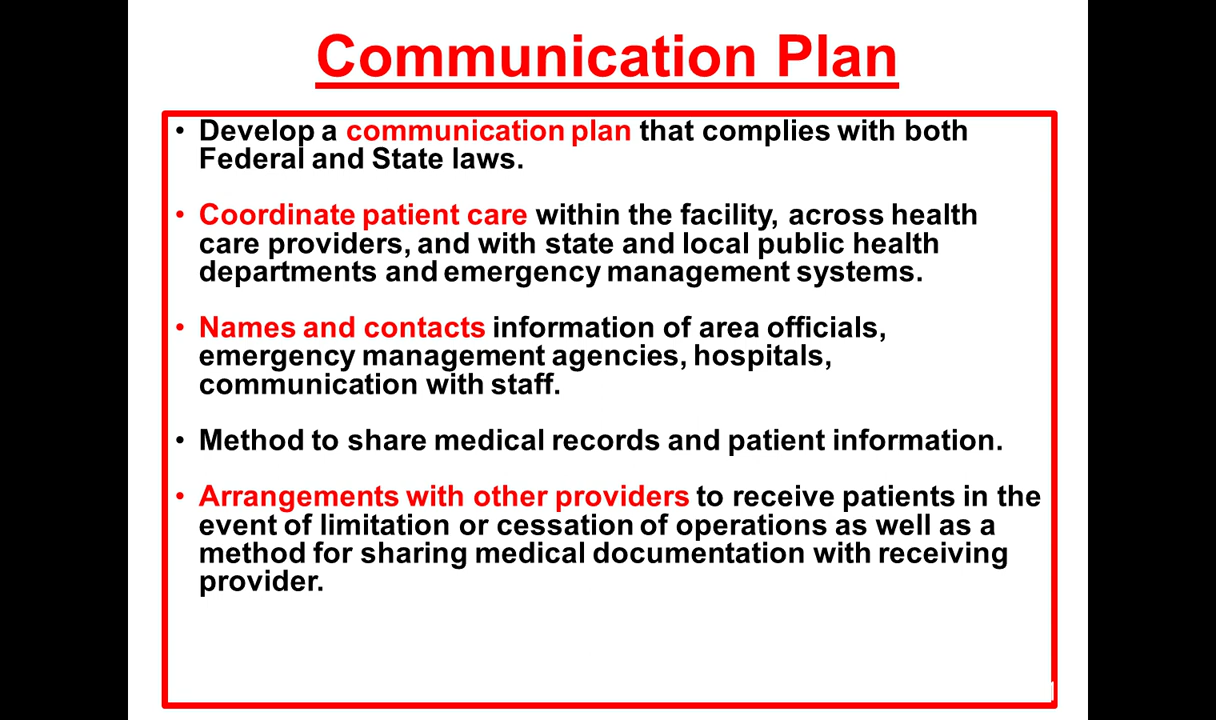 Communication Plan
• Develop a communication plan that complies with both
Federal and State laws.
• Coordinate patient care within the facility, across health
care providers, and with state and local public health
departments and emergency management systems.
• Names and contacts information of area officials,
emergency management agencies, hospitals,
communication with staff.
• Method to share medical records and patient information.
• Arrangements with other providers to receive patients in the
event of limitation or cessation of operations as well as a
method for sharing medical documentation with receiving
provider.